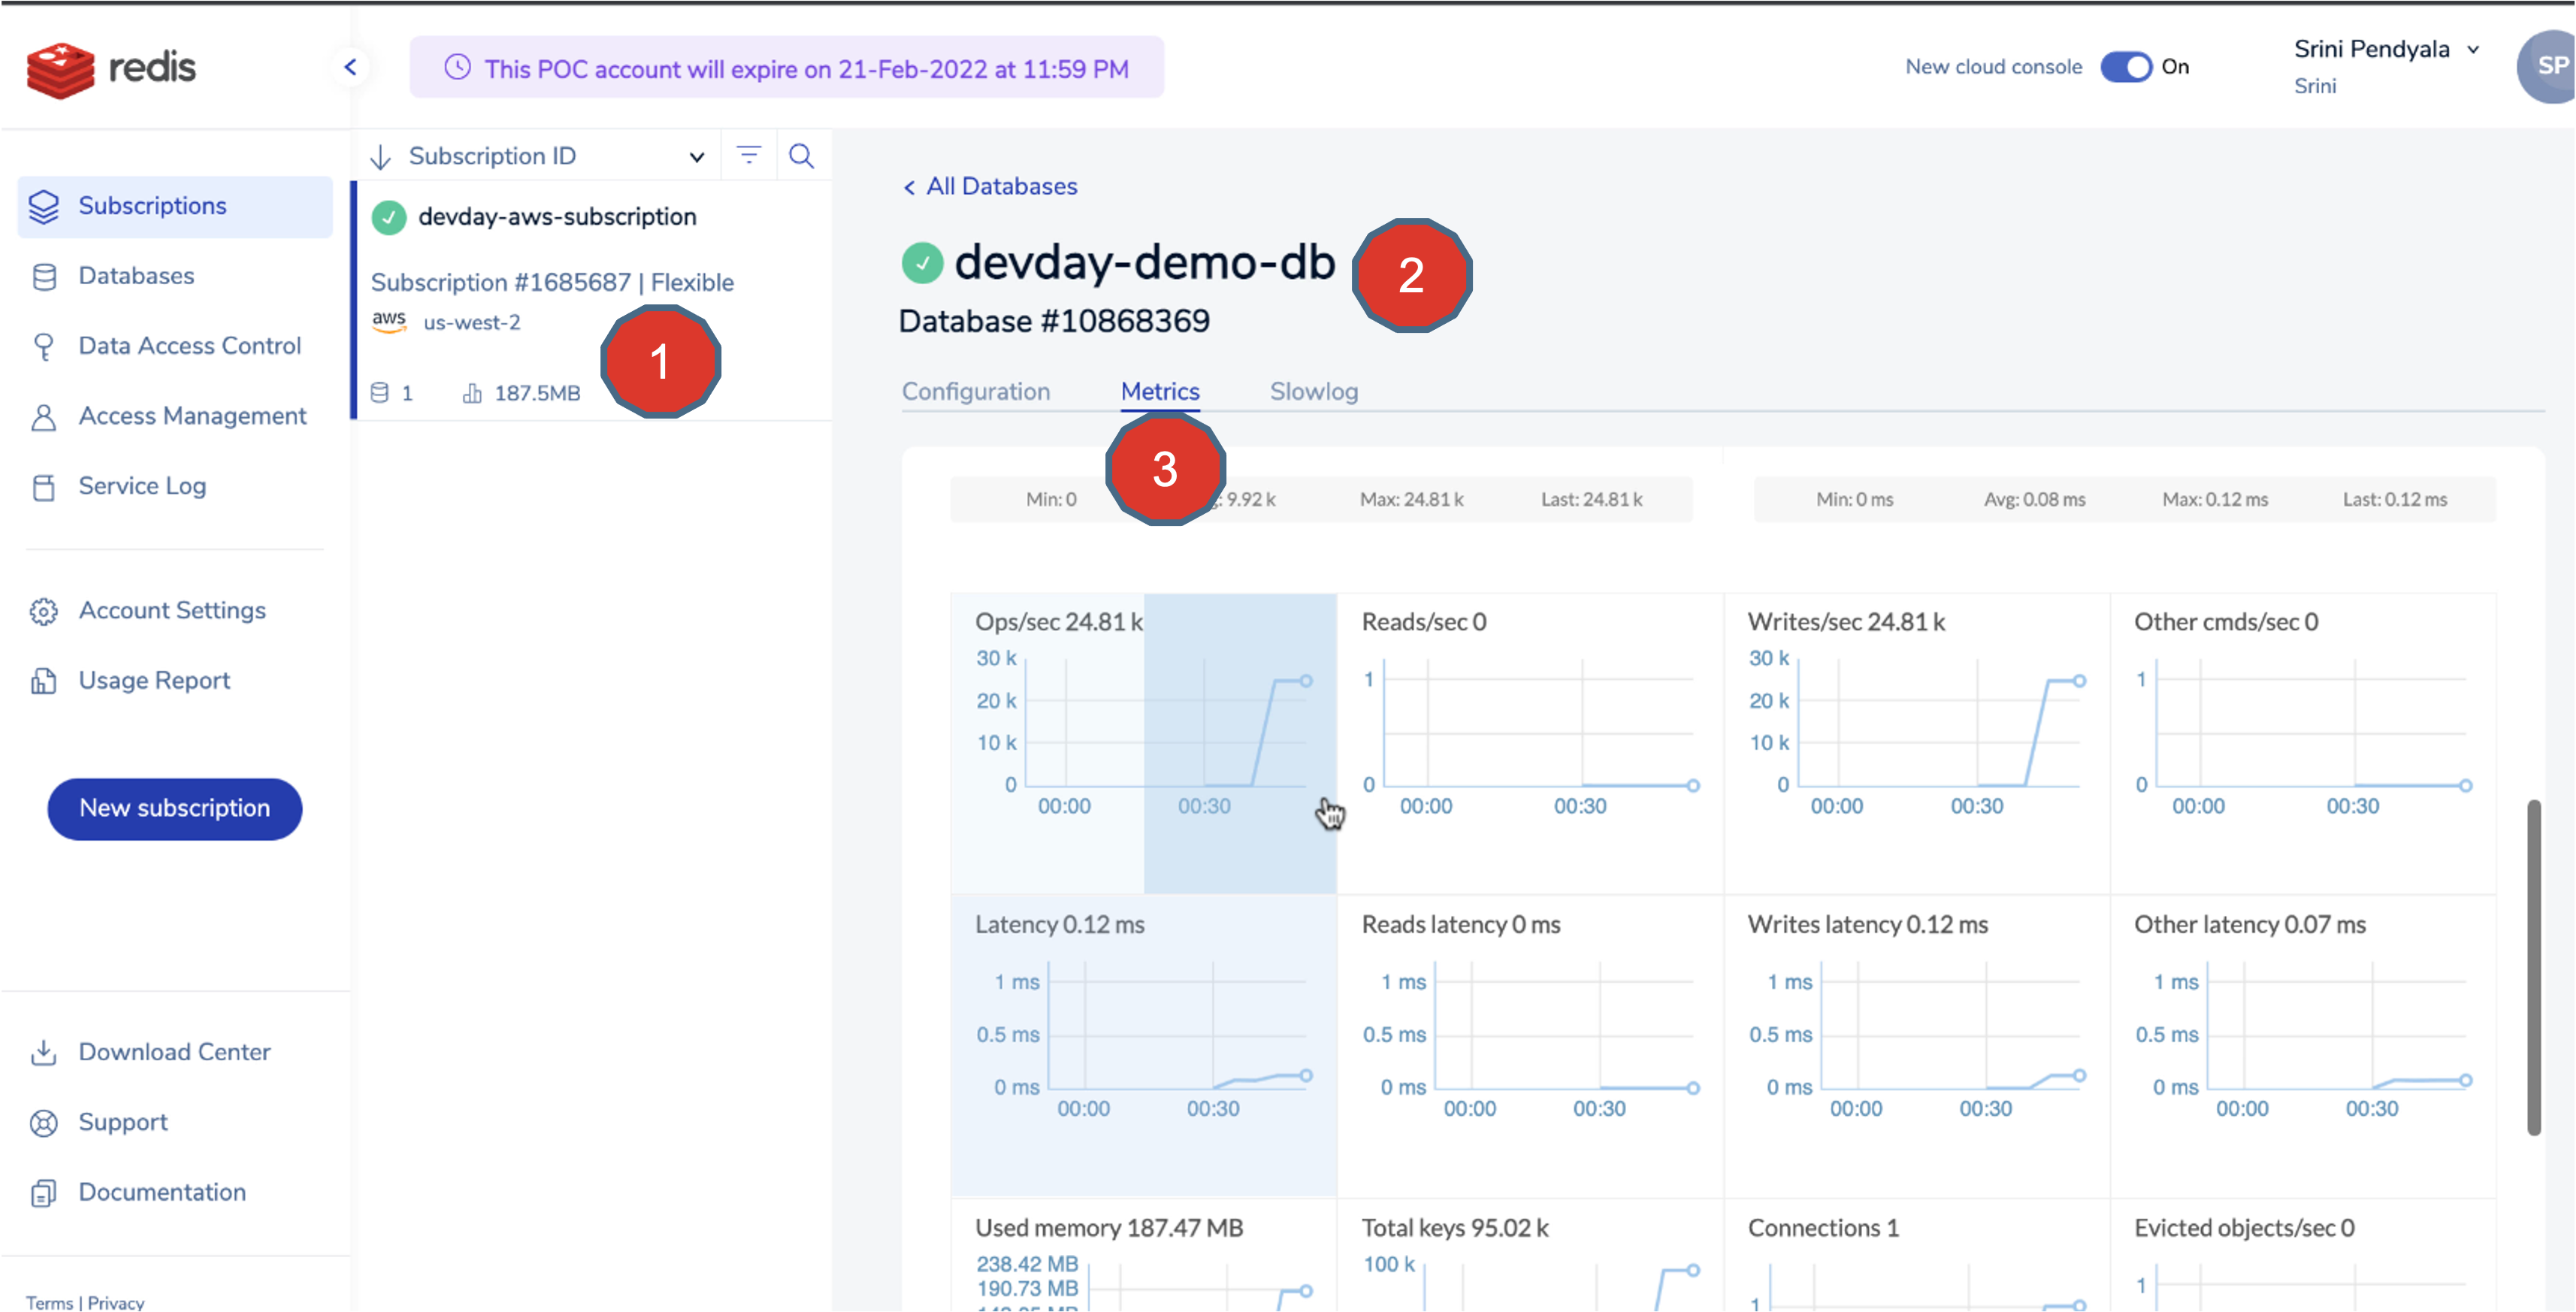 redis
This POC account will expire on 21-Feb-2022 at 11:59 PM
New cloud console On
Srini Pendyala
Srini
SP
Subscriptions
Databases
Data Access Control
Access Management
Service Log
Account Settings
Usage Report
New subscription
Download Center
Support
Documentation
Terms | Privacy
Subscription ID
devday-aws-subscription
Subscription #1685687 | Flexible
aws us-west-2
1 187.5MB
1
< All Databases
devday-demo-db
2
Database #10868369
Configuration Metrics Slowlog
3
Min: 0 9.92 k Max: 24.81 k Last: 24.81 k
Min: 0 ms Avg: 0.08 ms Max: 0.12 ms Last: 0.12 ms
Ops/sec 24.81 k
30 k
20 k
10 k
0
00:00 00:30
Reads/sec 0
1
0
00:00 00:30
Writes/sec 24.81 k
30 k
20 k
10 k
0
00:00 00:30
Other cmds/sec 0
1
0
00:00 00:30
Latency 0.12 ms
1 ms
0.5 ms
0 ms
00:00 00:30
Reads latency 0 ms
1 ms
0.5 ms
0 ms
00:00 00:30
Writes latency 0.12 ms
1 ms
0.5 ms
0 ms
00:00 00:30
Other latency 0.07 ms
1 ms
0.5 ms
0 ms
00:00 00:30
Used memory 187.47 MB
238.42 MB
190.73 MB
Total keys 95.02 k
100 k
Connections 1
1
Evicted objects/sec 0
1